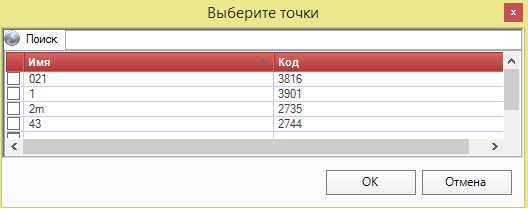 Выберите точки
Поиск
Имя Код
021 3816
1 3901
2m 2735
43 2744
OK Отмена